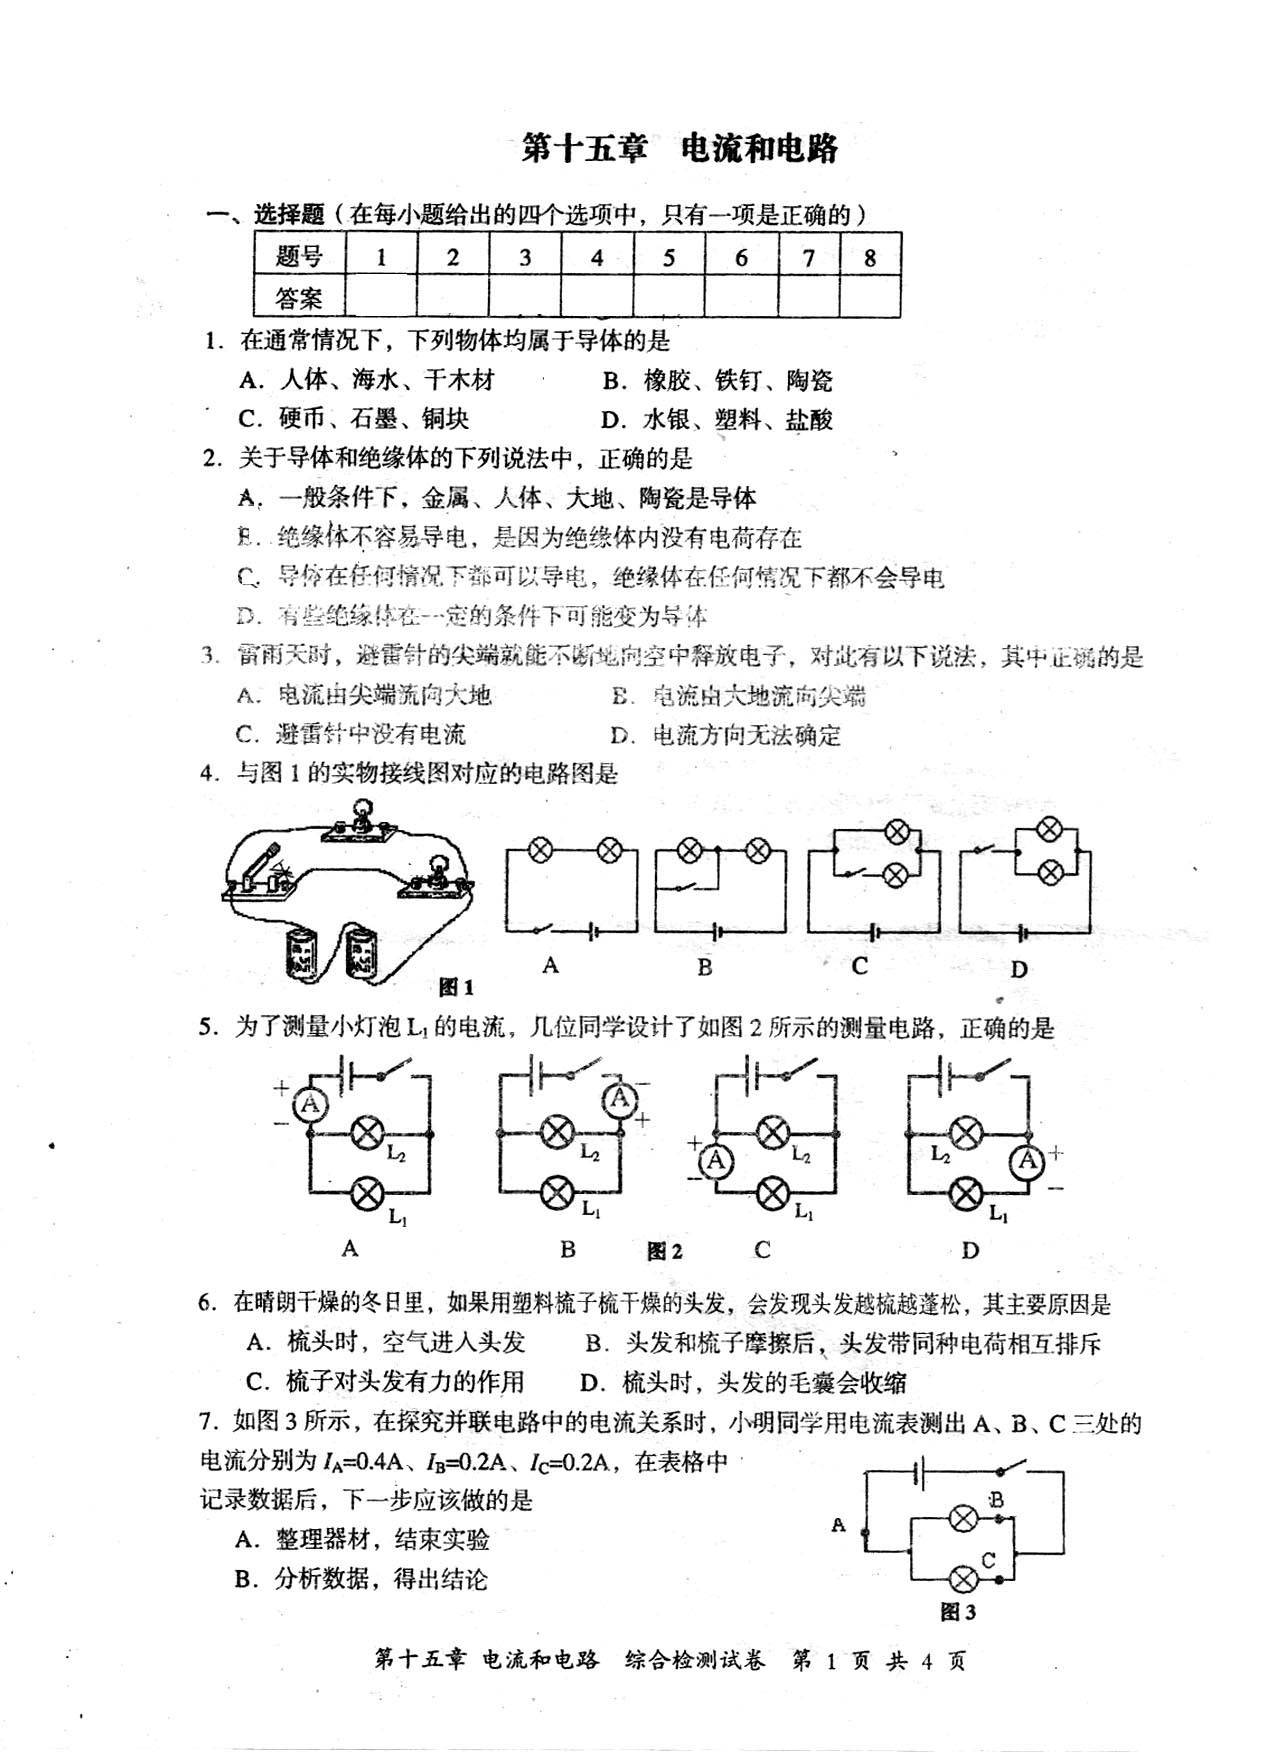 第十五章 电流和电路
一、选择题（在每小题给出的四个选项中，只有一项是正确的）
题号 1 2 3 4 5 6 7 8
答案
1．在通常情况下，下列物体均属于导体的是
A．人体、海水、干木材 B．橡胶、铁钉、陶瓷
C．硬币、石墨、铜块 D．水银、塑料、盐酸
2．关于导体和绝缘体的下列说法中，正确的是
A．一般条件下，金属、人体、大地、陶瓷是导体
B．绝缘体不容易导电，是因为绝缘体内没有电荷存在
C．导体在任何情况下都可以导电，绝缘体在任何情况下都不会导电
D．有些绝缘体在一定的条件下可能变为导体
3．雷雨天时，避雷针的尖端就能不断地向空中释放电子，对此有以下说法，其中正确的是
A．电流由尖端流向大地 B．电流由大地流向尖端
C．避雷针中没有电流 D．电流方向无法确定
4．与图 1 的实物接线图对应的电路图是
图 1 A B C D
5．为了测量小灯泡 L₁ 的电流，几位同学设计了如图 2 所示的测量电路，正确的是
+ A − L₂ L₁
− A + L₂ L₁
+ A − L₂ L₁
L₂ A + − L₁
A B 图 2 C D
6．在晴朗干燥的冬日里，如果用塑料梳子梳干燥的头发，会发现头发越梳越蓬松，其主要原因是
A．梳头时，空气进入头发 B．头发和梳子摩擦后，头发带同种电荷相互排斥
C．梳子对头发有力的作用 D．梳头时，头发的毛囊会收缩
7．如图 3 所示，在探究并联电路中的电流关系时，小明同学用电流表测出 A、B、C 三处的
电流分别为 I_A=0.4A、I_B=0.2A、I_C=0.2A，在表格中
记录数据后，下一步应该做的是
A．整理器材，结束实验
B．分析数据，得出结论
A B C
图 3
第十五章 电流和电路 综合检测试卷 第 1 页 共 4 页